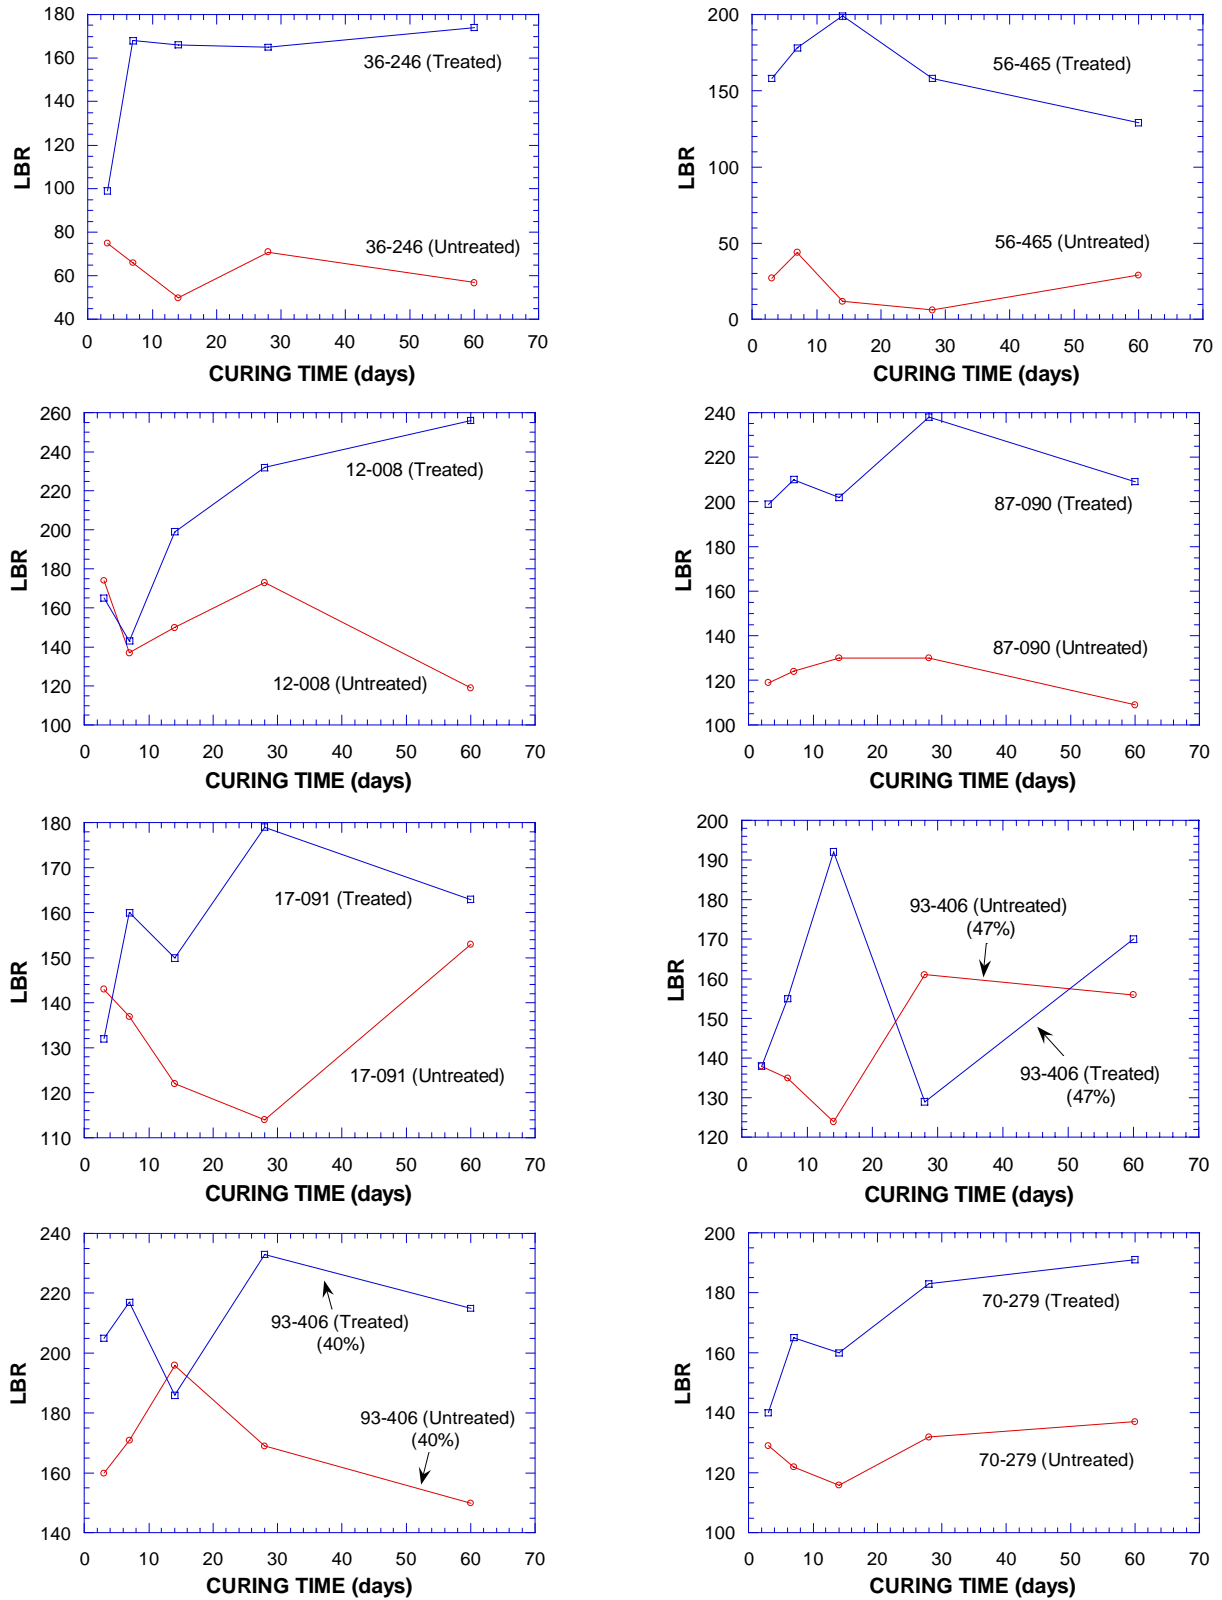 180
160
140
120
100
80
60
40
LBR
36-246 (Treated)
36-246 (Untreated)
0 10 20 30 40 50 60 70
CURING TIME (days)
200
150
100
50
0
LBR
56-465 (Treated)
56-465 (Untreated)
0 10 20 30 40 50 60 70
CURING TIME (days)
260
240
220
200
180
160
140
120
100
LBR
12-008 (Treated)
12-008 (Untreated)
0 10 20 30 40 50 60 70
CURING TIME (days)
240
220
200
180
160
140
120
100
LBR
87-090 (Treated)
87-090 (Untreated)
0 10 20 30 40 50 60 70
CURING TIME (days)
180
170
160
150
140
130
120
110
LBR
17-091 (Treated)
17-091 (Untreated)
0 10 20 30 40 50 60 70
CURING TIME (days)
200
190
180
170
160
150
140
130
120
LBR
93-406 (Untreated)
(47%)
93-406 (Treated)
(47%)
0 10 20 30 40 50 60 70
CURING TIME (days)
240
220
200
180
160
140
LBR
93-406 (Treated)
(40%)
93-406 (Untreated)
(40%)
0 10 20 30 40 50 60 70
CURING TIME (days)
200
180
160
140
120
100
LBR
70-279 (Treated)
70-279 (Untreated)
0 10 20 30 40 50 60 70
CURING TIME (days)